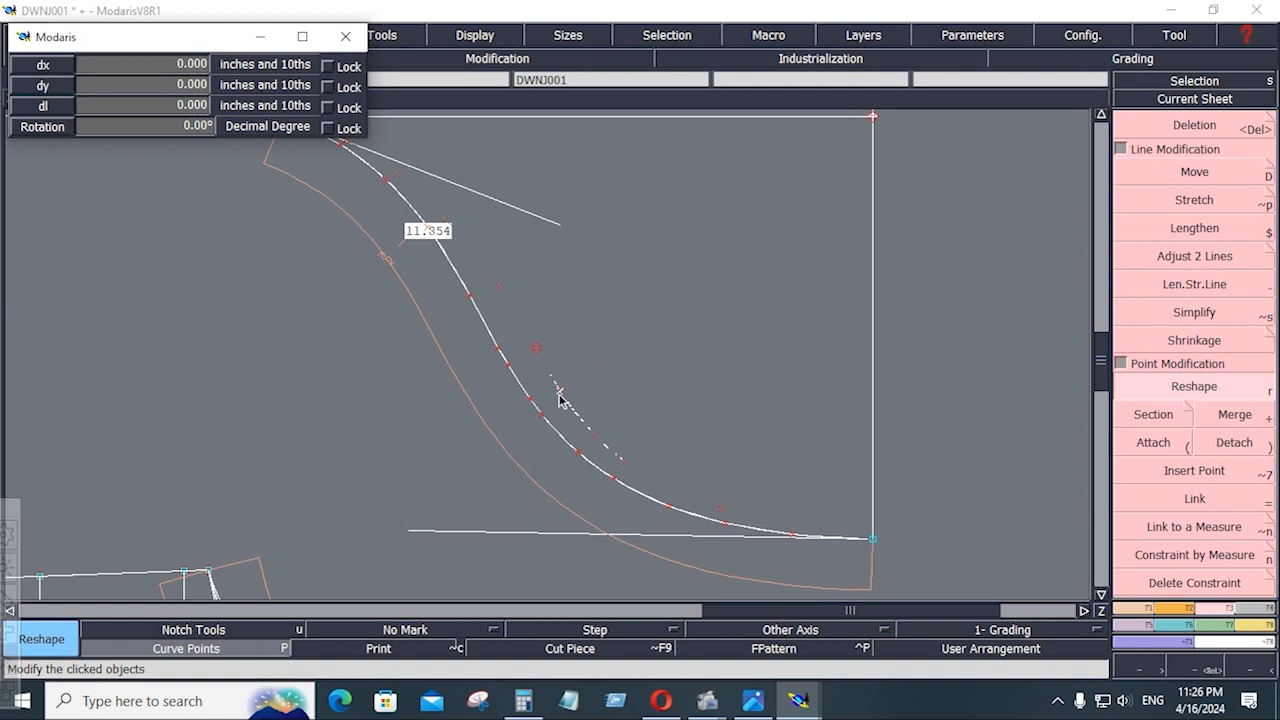 DWNJ001 * + - ModarisV8R1
Modaris
dx 0.000 inches and 10ths Lock
dy 0.000 inches and 10ths Lock
dl 0.000 inches and 10ths Lock
Rotation 0.00° Decimal Degree Lock
Tools Display Sizes Selection Macro Layers Parameters Config. Tool ?
Modification Industrialization Grading
DWNJ001
Selection s
Current Sheet
Deletion <Del>
Line Modification
Move D
Stretch ~p
Lengthen $
Adjust 2 Lines
Len.Str.Line -
Simplify ~s
Shrinkage
Point Modification
Reshape r
Section Merge +
Attach ( Detach )
Insert Point ~7
Link =
Link to a Measure ~n
Constraint by Measure n
Delete Constraint
11.854
Z
Reshape
Notch Tools u No Mark Step Other Axis 1- Grading
Curve Points P Print ~c Cut Piece ~F9 FPattern ^P User Arrangement
Modify the clicked objects
Type here to search
ENG
11:26 PM
4/16/2024